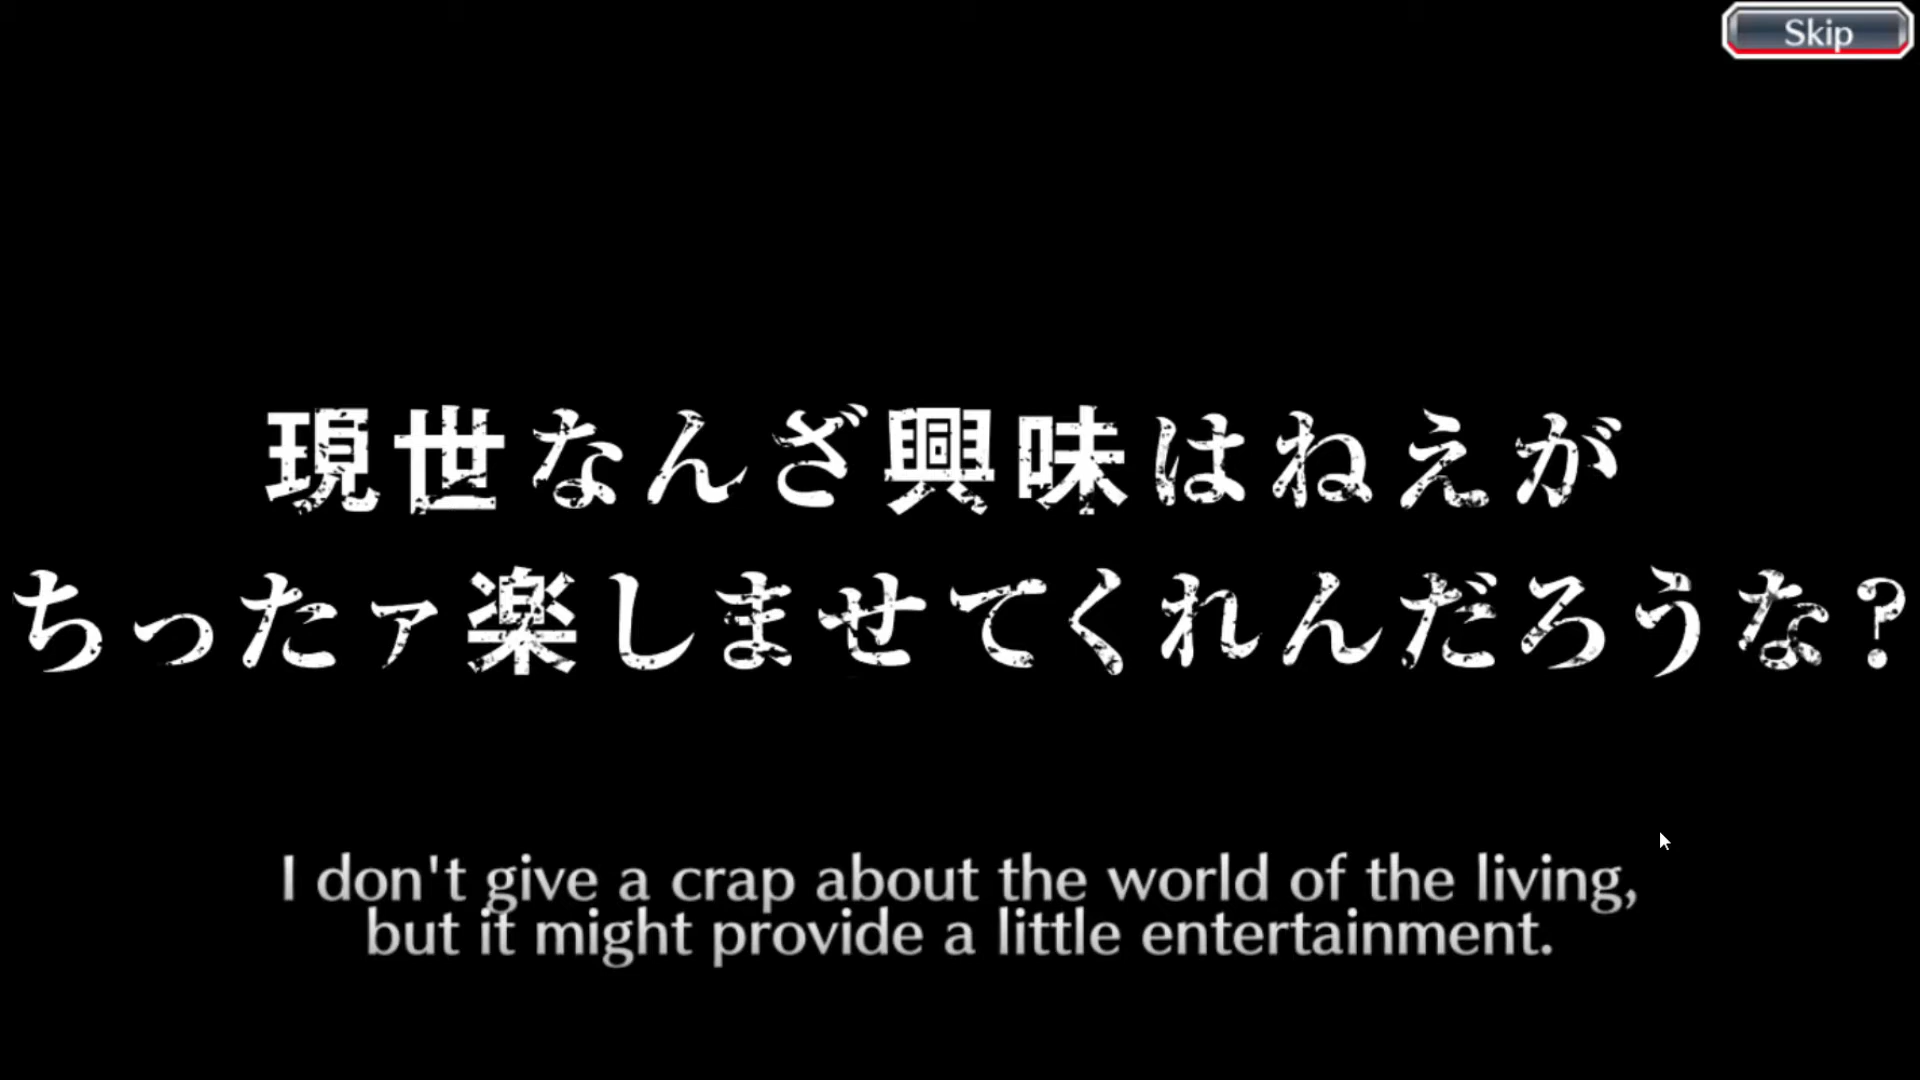 Skip
現世なんざ興味はねえが
ちったァ楽しませてくれんだろうな?
I don't give a crap about the world of the living,
but it might provide a little entertainment.